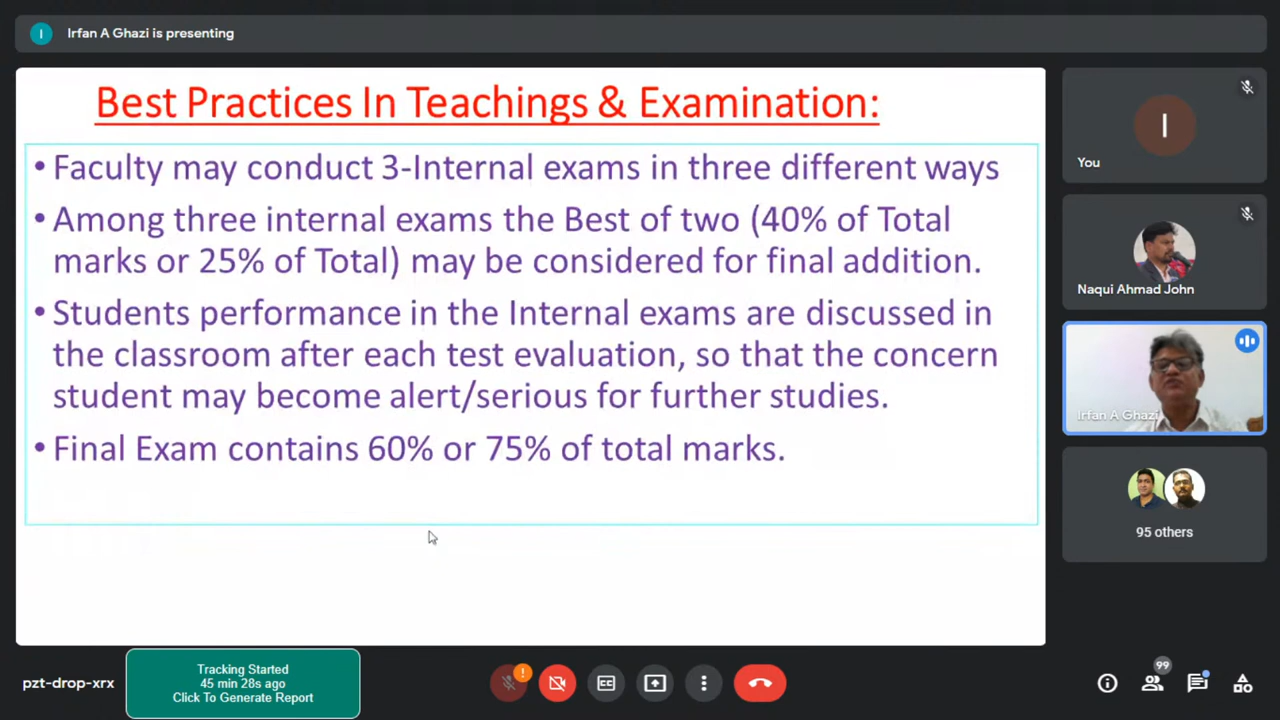 I
Irfan A Ghazi is presenting
Best Practices In Teachings & Examination:
• Faculty may conduct 3-Internal exams in three different ways
• Among three internal exams the Best of two (40% of Total
marks or 25% of Total) may be considered for final addition.
• Students performance in the Internal exams are discussed in
the classroom after each test evaluation, so that the concern
student may become alert/serious for further studies.
• Final Exam contains 60% or 75% of total marks.
I
You
Naqui Ahmad John
Irfan A Ghazi
95 others
pzt-drop-xrx
Tracking Started
45 min 28s ago
Click To Generate Report
!
CC
99